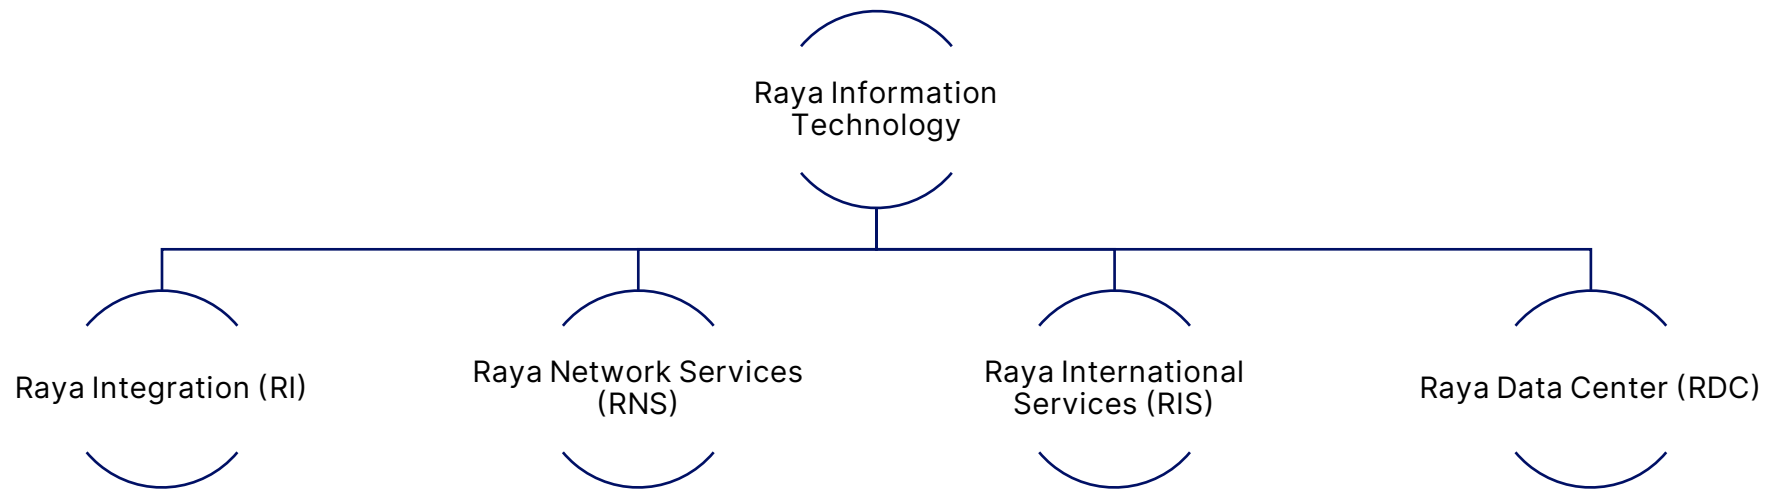 Raya Information
Technology
Raya Integration (RI)
Raya Network Services
(RNS)
Raya International
Services (RIS)
Raya Data Center (RDC)